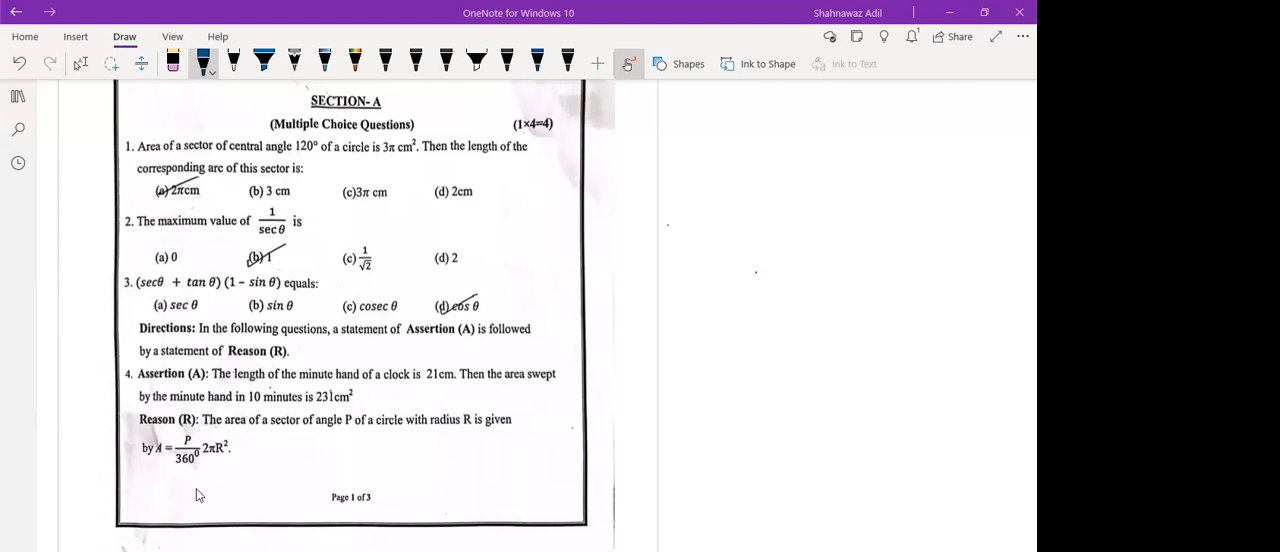 OneNote for Windows 10
Shahnawaz Adil
Home Insert Draw View Help
Share
Shapes Ink to Shape Ink to Text
SECTION- A
(Multiple Choice Questions) (1×4=4)
1. Area of a sector of central angle 120° of a circle is 3π cm². Then the length of the
corresponding arc of this sector is:
(a) 2πcm (b) 3 cm (c)3π cm (d) 2cm
2. The maximum value of 1/sec θ is
(a) 0 (b) 1 (c) 1/√2 (d) 2
3. (secθ + tan θ) (1 – sin θ) equals:
(a) sec θ (b) sin θ (c) cosec θ (d) cos θ
Directions: In the following questions, a statement of Assertion (A) is followed
by a statement of Reason (R).
4. Assertion (A): The length of the minute hand of a clock is 21cm. Then the area swept
by the minute hand in 10 minutes is 231cm²
Reason (R): The area of a sector of angle P of a circle with radius R is given
by A = P/360⁰ 2πR².
Page 1 of 3